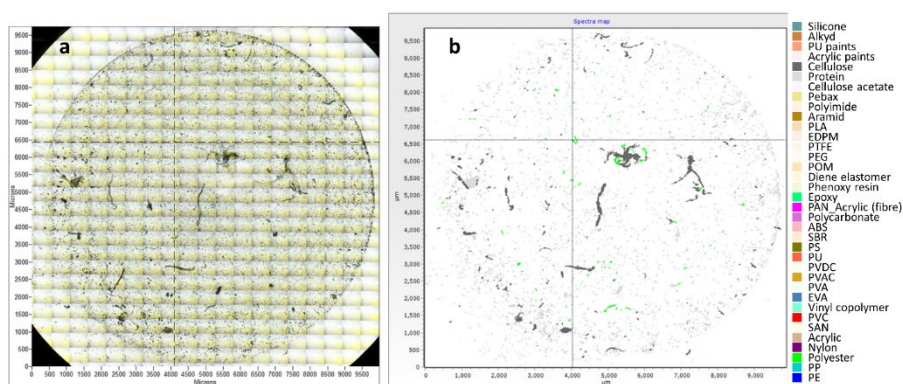 a
9500
9000
8500
8000
7500
7000
6500
6000
5500
5000
4500
4000
3500
3000
2500
2000
1500
1000
500
0
Microns
0 500 1000 1500 2000 2500 3000 3500 4000 4500 5000 5500 6000 6500 7000 7500 8000 8500 9000 9500
Microns
Spectra map
b
9,500
9,000
8,500
8,000
7,500
7,000
6,500
6,000
5,500
5,000
4,500
4,000
3,500
3,000
2,500
2,000
1,500
1,000
500
0
µm
0 1,000 2,000 3,000 4,000 5,000 6,000 7,000 8,000 9,000
µm
Silicone
Alkyd
PU paints
Acrylic paints
Cellulose
Protein
Cellulose acetate
Pebax
Polyimide
Aramid
PLA
EDPM
PTFE
PEG
POM
Diene elastomer
Phenoxy resin
Epoxy
PAN_Acrylic (fibre)
Polycarbonate
ABS
SBR
PS
PU
PVDC
PVAC
PVA
EVA
Vinyl copolymer
PVC
SAN
Acrylic
Nylon
Polyester
PP
PE